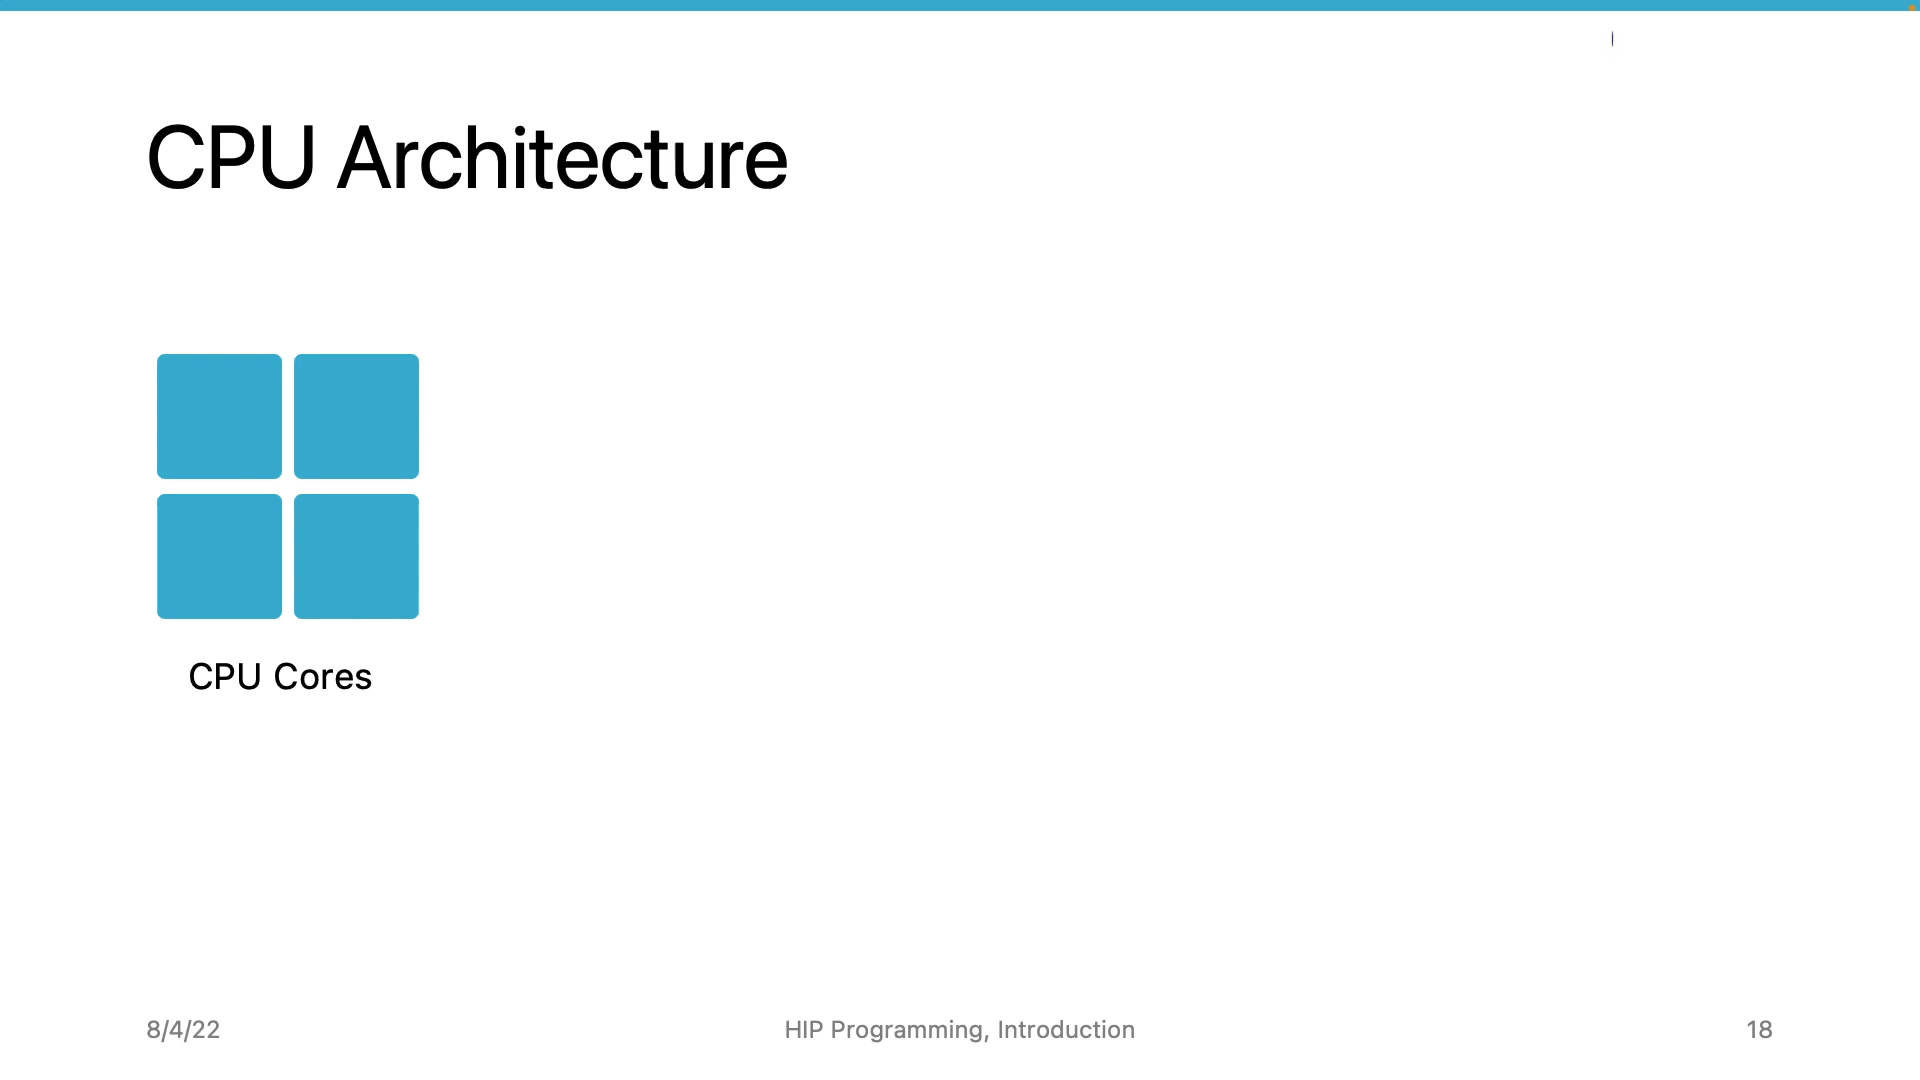 CPU Architecture
CPU Cores
8/4/22
HIP Programming, Introduction
18